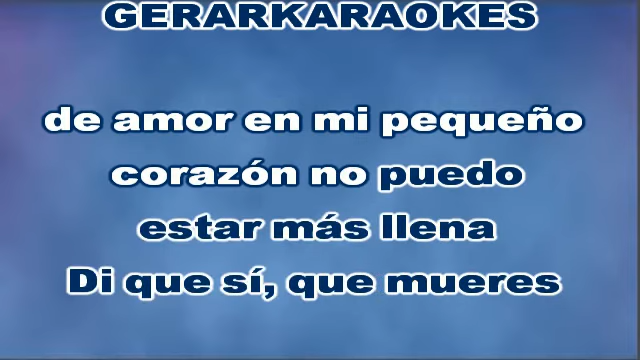 GERARKARAOKES
de amor en mi pequeño
corazón no puedo
estar más llena
Di que sí, que mueres